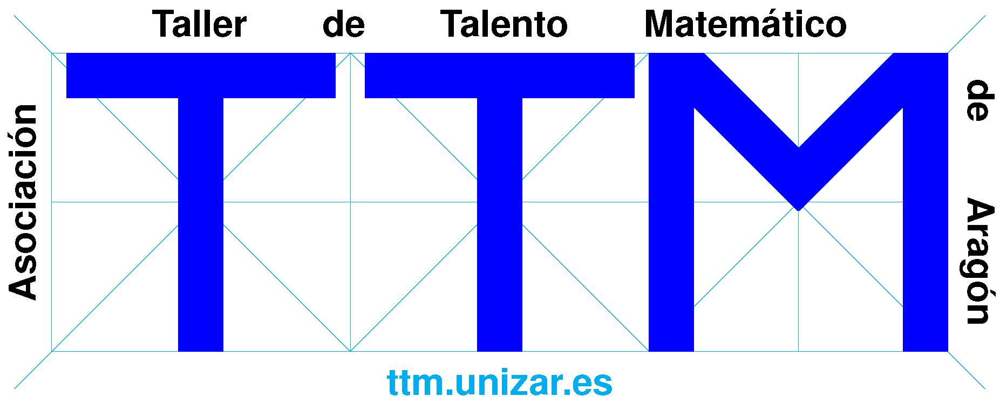 Taller de Talento Matemático
Asociación
TTM
de Aragón
ttm.unizar.es